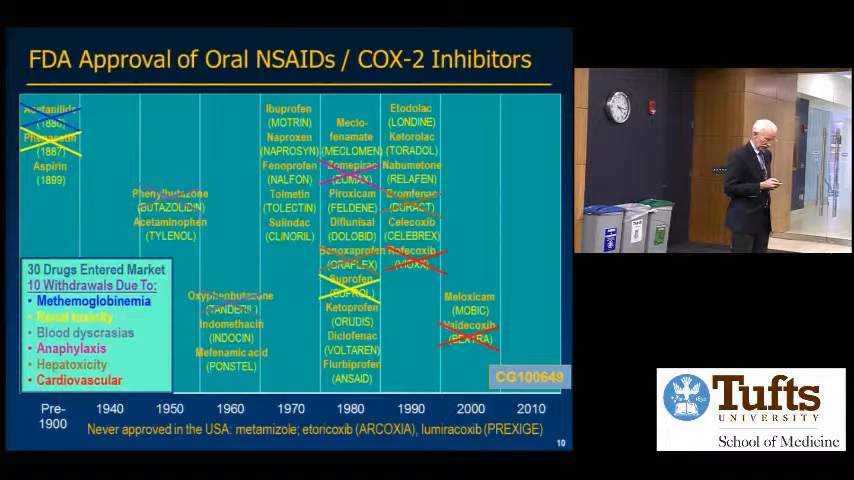 FDA Approval of Oral NSAIDs / COX-2 Inhibitors
Acetanilide
(1886)
Phenacetin
(1887)
Aspirin
(1899)
Phenylbutazone
(BUTAZOLIDIN)
Acetaminophen
(TYLENOL)
Oxyphenbutazone
(TANDERIL)
Indomethacin
(INDOCIN)
Mefenamic acid
(PONSTEL)
Ibuprofen
(MOTRIN)
Naproxen
(NAPROSYN)
Fenoprofen
(NALFON)
Tolmetin
(TOLECTIN)
Sulindac
(CLINORIL)
Meclo-
fenamate
(MECLOMEN)
Zomepirac
(ZOMAX)
Piroxicam
(FELDENE)
Diflunisal
(DOLOBID)
Benoxaprofen
(ORAFLEX)
Suprofen
(SUPROL)
Ketoprofen
(ORUDIS)
Diclofenac
(VOLTAREN)
Flurbiprofen
(ANSAID)
Etodolac
(LONDINE)
Ketorolac
(TORADOL)
Nabumetone
(RELAFEN)
Bromfenac
(DURACT)
Celecoxib
(CELEBREX)
Rofecoxib
(VIOXX)
Meloxicam
(MOBIC)
Valdecoxib
(BEXTRA)
CG100649
30 Drugs Entered Market
10 Withdrawals Due To:
• Methemoglobinemia
• Renal toxicity
• Blood dyscrasias
• Anaphylaxis
• Hepatoxicity
• Cardiovascular
Pre-
1900
1940
1950
1960
1970
1980
1990
2000
2010
Never approved in the USA: metamizole; etoricoxib (ARCOXIA), lumiracoxib (PREXIGE)
10
Tufts
UNIVERSITY
School of Medicine